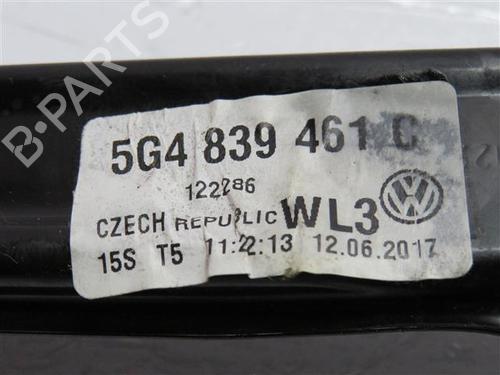 5G4 839 461 C
122286
CZECH REPUBLIC WL3
15S T5 11:22:13 12.06.2017
B-PARTS